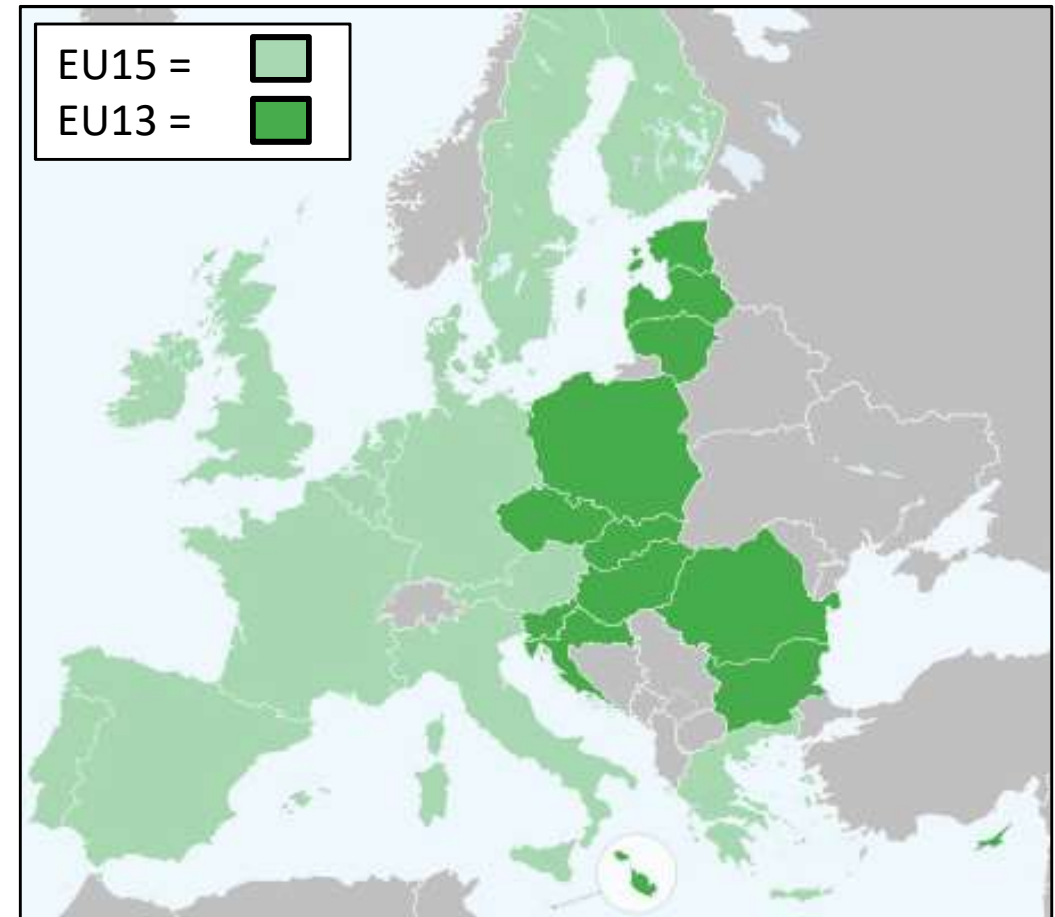 EU15 =
EU13 =